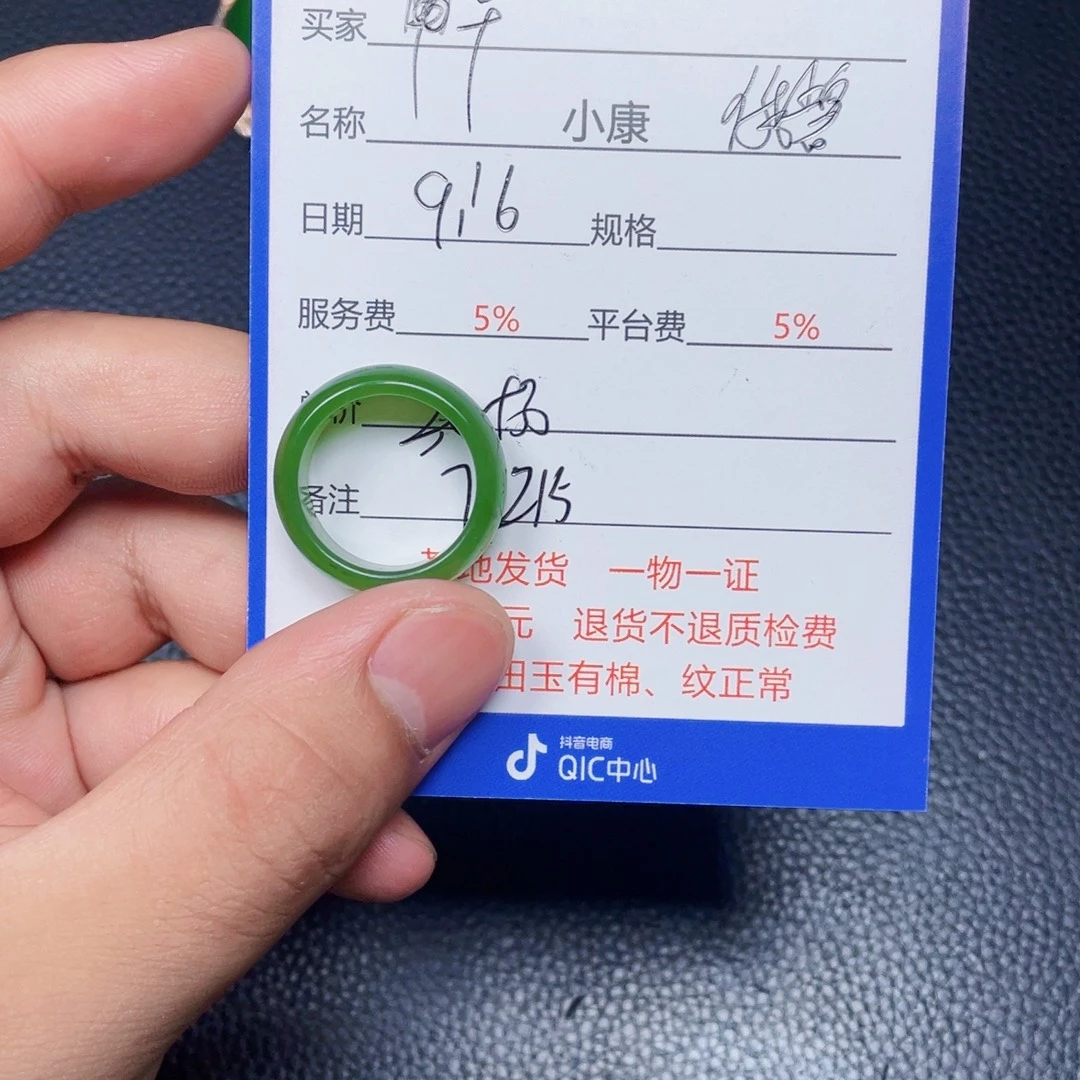 买家
名称 小康
日期 9.16 规格
服务费 5% 平台费 5%
备注 215
地发货 一物一证
元 退货不退质检费
田玉有棉、纹正常
抖音电商
QIC中心